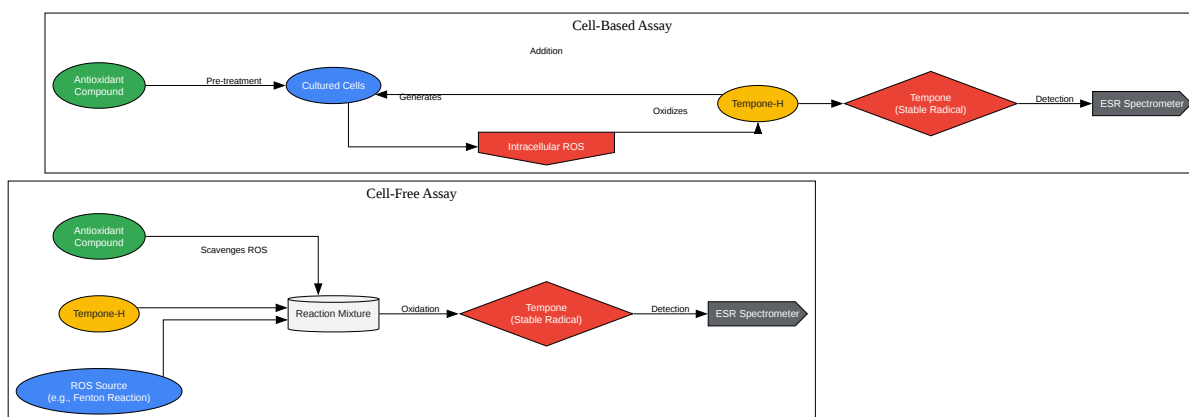 Cell-Based Assay
Addition
Antioxidant
Compound
Pre-treatment
Cultured Cells
Generates
Oxidizes
Tempone-H
Tempone
(Stable Radical)
Detection
ESR Spectrometer
Intracellular ROS
Cell-Free Assay
Antioxidant
Compound
Scavenges ROS
Tempone-H
Reaction Mixture
Oxidation
Tempone
(Stable Radical)
Detection
ESR Spectrometer
ROS Source
(e.g., Fenton Reaction)